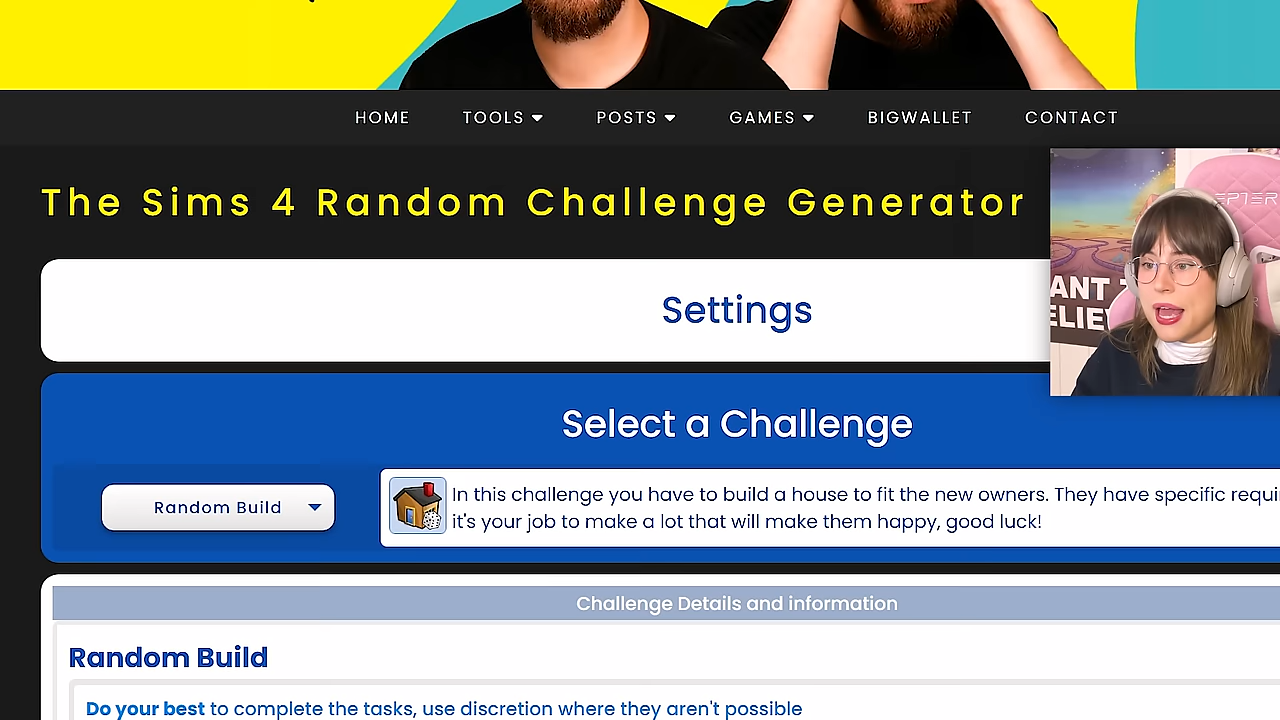 HOME TOOLS POSTS GAMES BIGWALLET CONTACT
The Sims 4 Random Challenge Generator
EPTER
ANT
ELIE
Settings
Select a Challenge
Random Build
In this challenge you have to build a house to fit the new owners. They have specific requi
it's your job to make a lot that will make them happy, good luck!
Challenge Details and information
Random Build
Do your best to complete the tasks, use discretion where they aren't possible